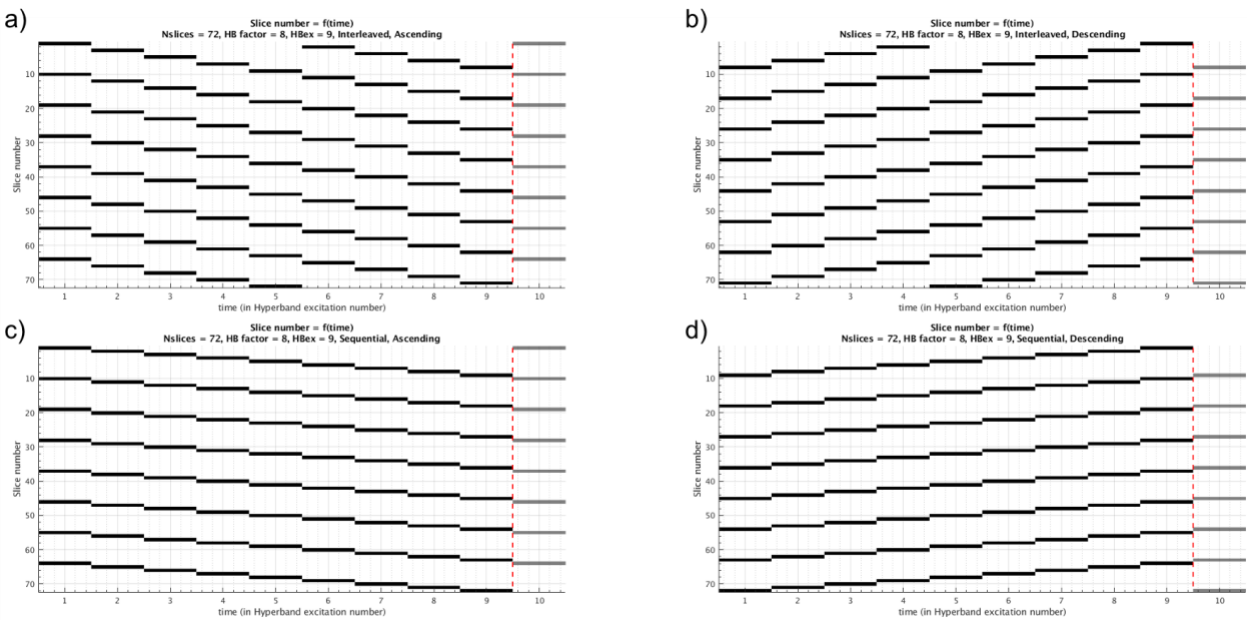 a)
Slice number = f(time)
Nslices = 72, HB factor = 8, HBex = 9, Interleaved, Ascending
Slice number
10
20
30
40
50
60
70
1 2 3 4 5 6 7 8 9 10
time (in Hyperband excitation number)
b)
Slice number = f(time)
Nslices = 72, HB factor = 8, HBex = 9, Interleaved, Descending
Slice number
10
20
30
40
50
60
70
1 2 3 4 5 6 7 8 9 10
time (in Hyperband excitation number)
c)
Slice number = f(time)
Nslices = 72, HB factor = 8, HBex = 9, Sequential, Ascending
Slice number
10
20
30
40
50
60
70
1 2 3 4 5 6 7 8 9 10
time (in Hyperband excitation number)
d)
Slice number = f(time)
Nslices = 72, HB factor = 8, HBex = 9, Sequential, Descending
Slice number
10
20
30
40
50
60
70
1 2 3 4 5 6 7 8 9 10
time (in Hyperband excitation number)